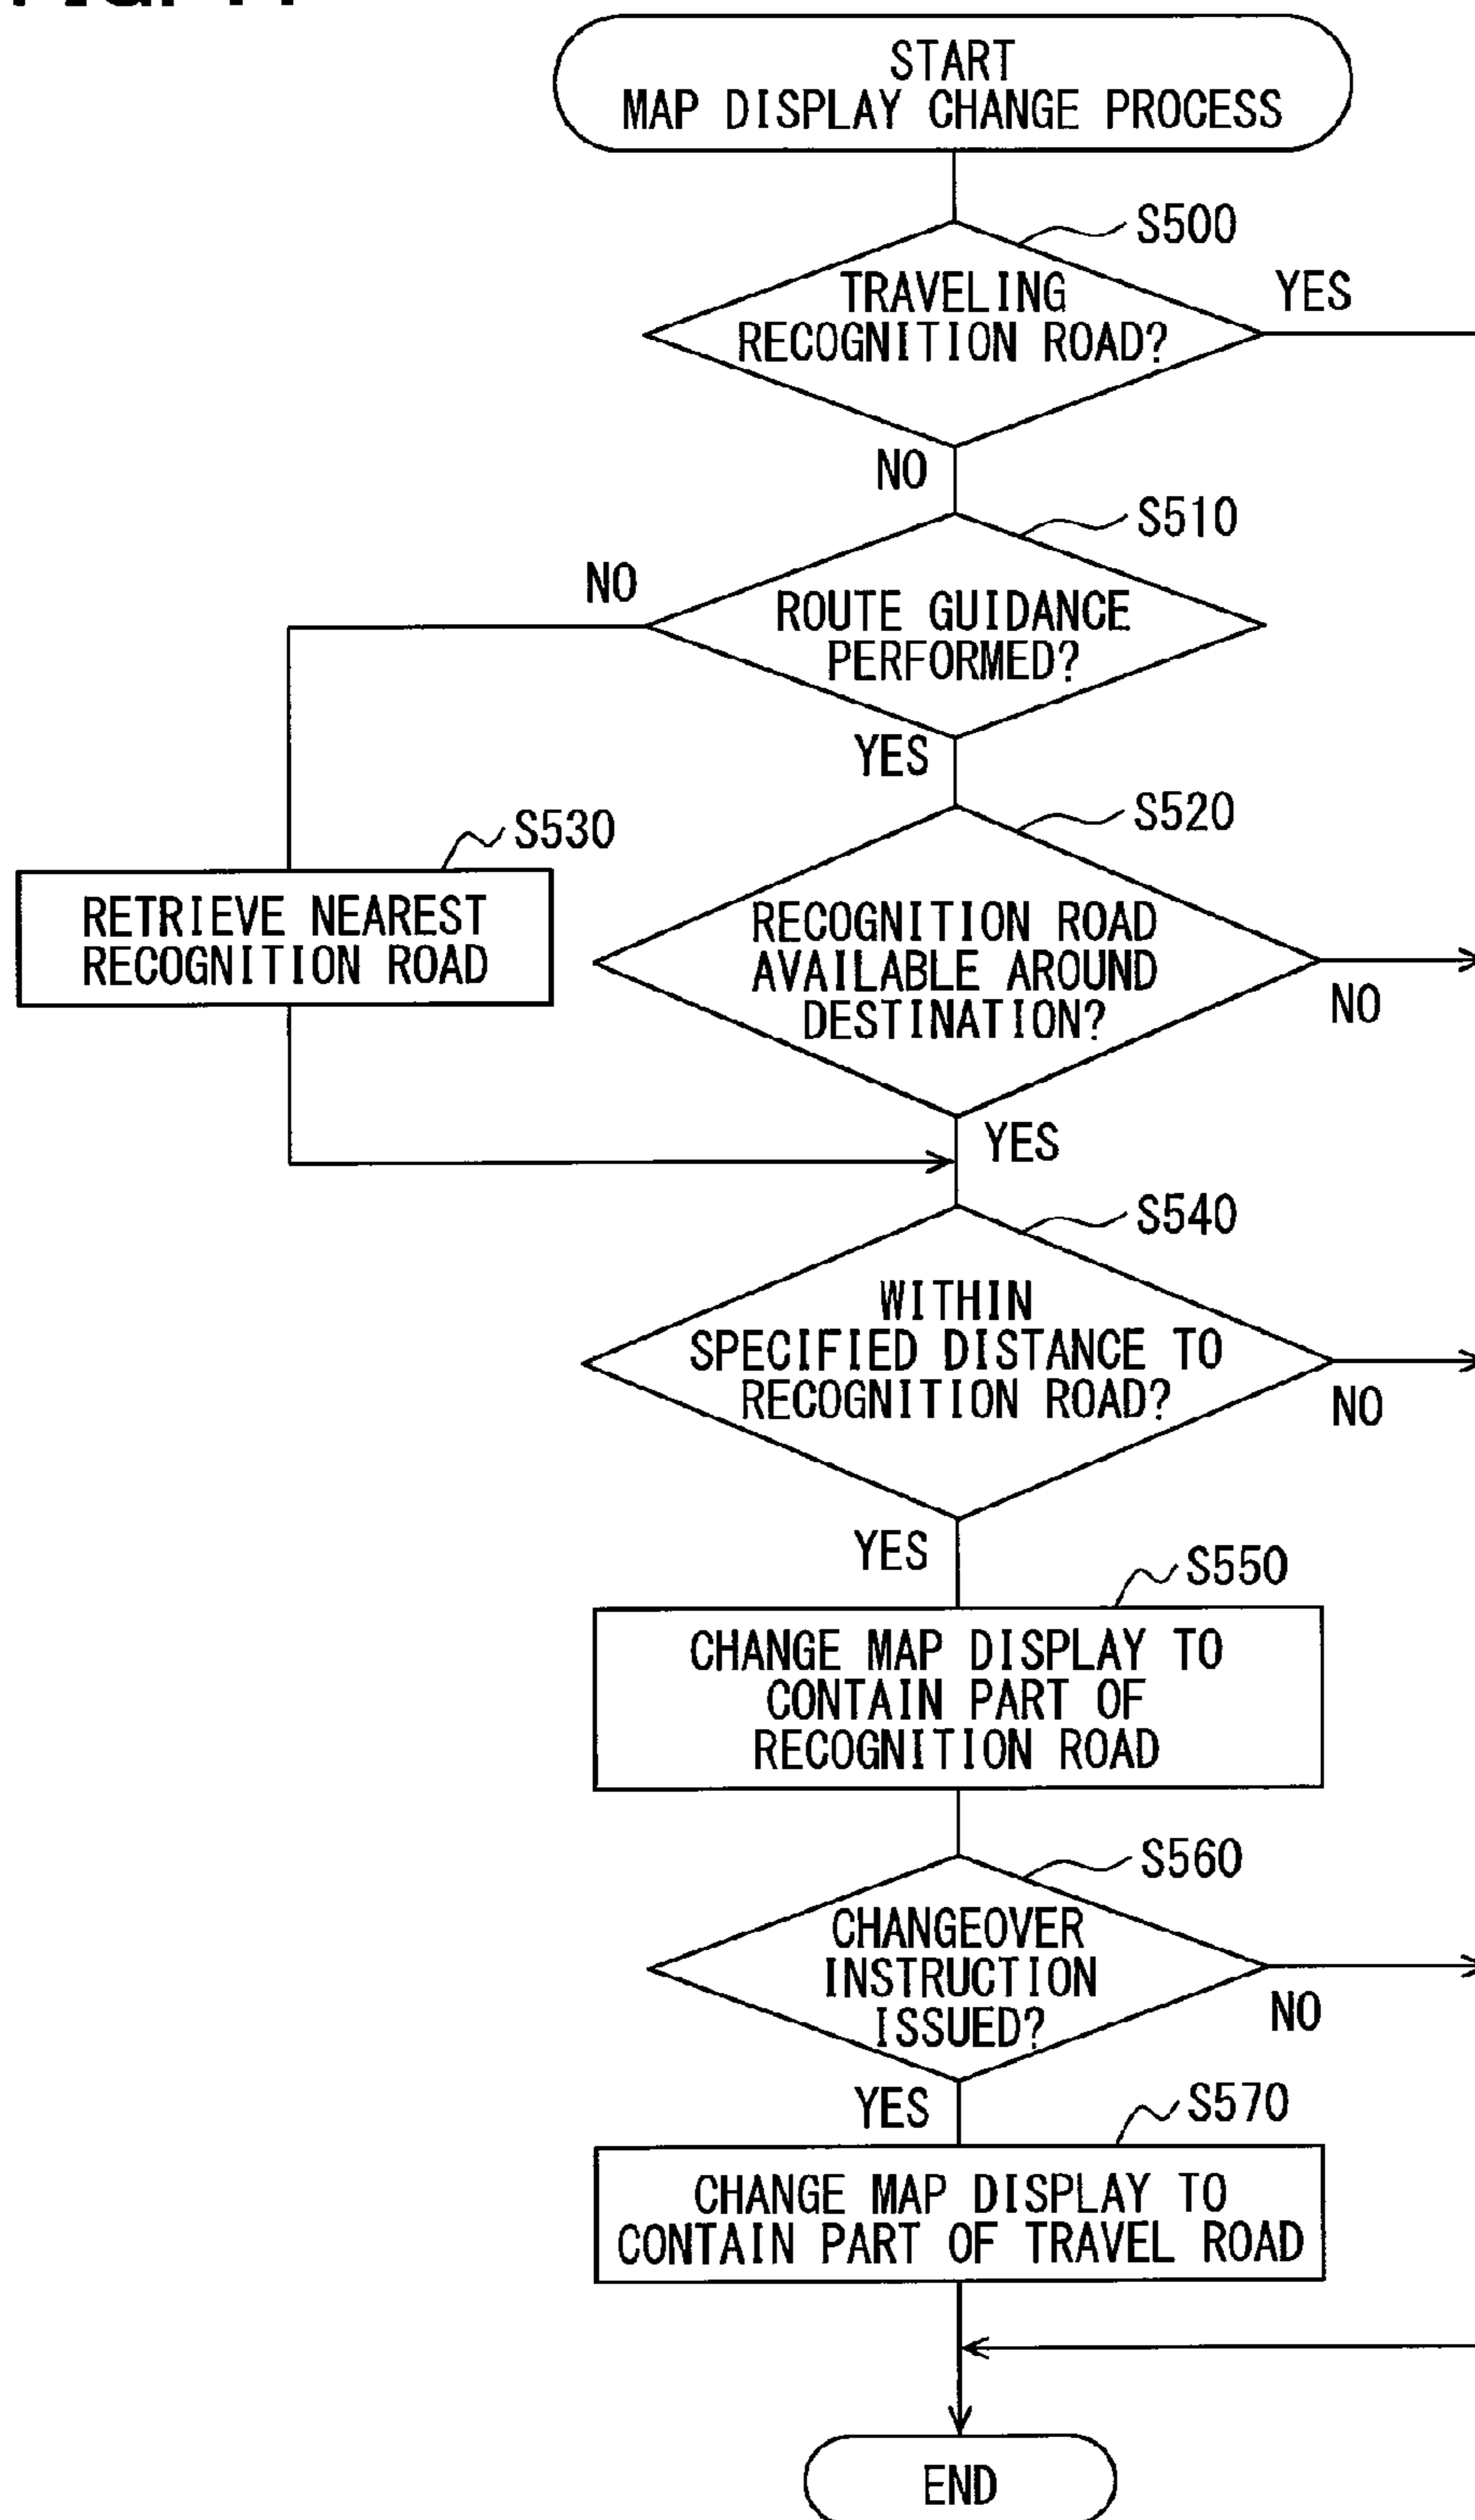 START
MAP DISPLAY CHANGE PROCESS
S500
TRAVELING
RECOGNITION ROAD?
YES
NO
S510
NO
ROUTE GUIDANCE
PERFORMED?
YES
S520
S530
RETRIEVE NEAREST
RECOGNITION ROAD
RECOGNITION ROAD
AVAILABLE AROUND
DESTINATION?
NO
YES
S540
WITHIN
SPECIFIED DISTANCE TO
RECOGNITION ROAD?
NO
YES
S550
CHANGE MAP DISPLAY TO
CONTAIN PART OF
RECOGNITION ROAD
S560
CHANGEOVER
INSTRUCTION
ISSUED?
NO
YES
S570
CHANGE MAP DISPLAY TO
CONTAIN PART OF TRAVEL ROAD
END